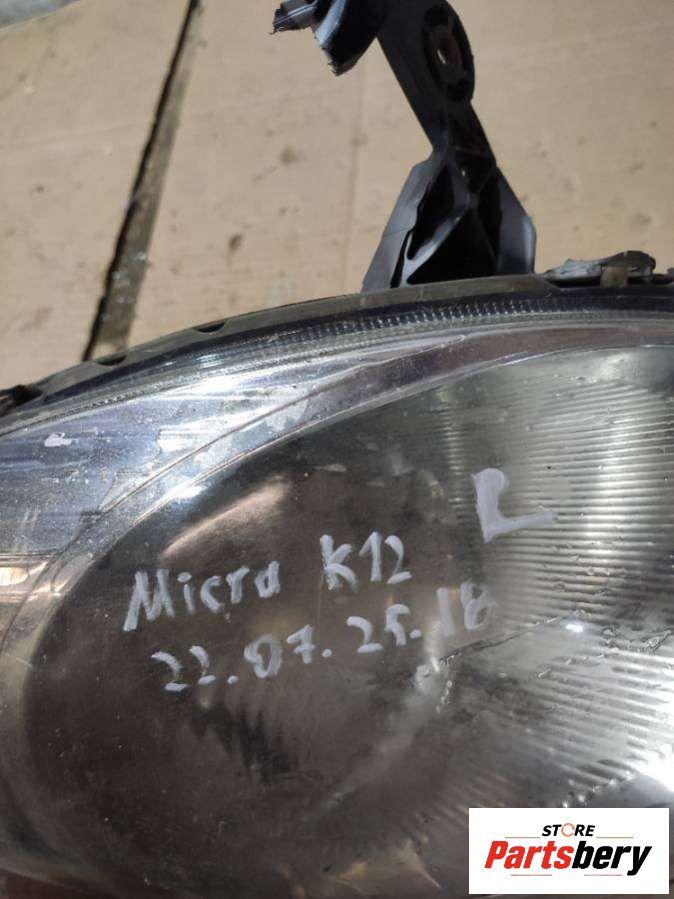 L
Micra K12
22.07.25.18
STORE
Partsbery